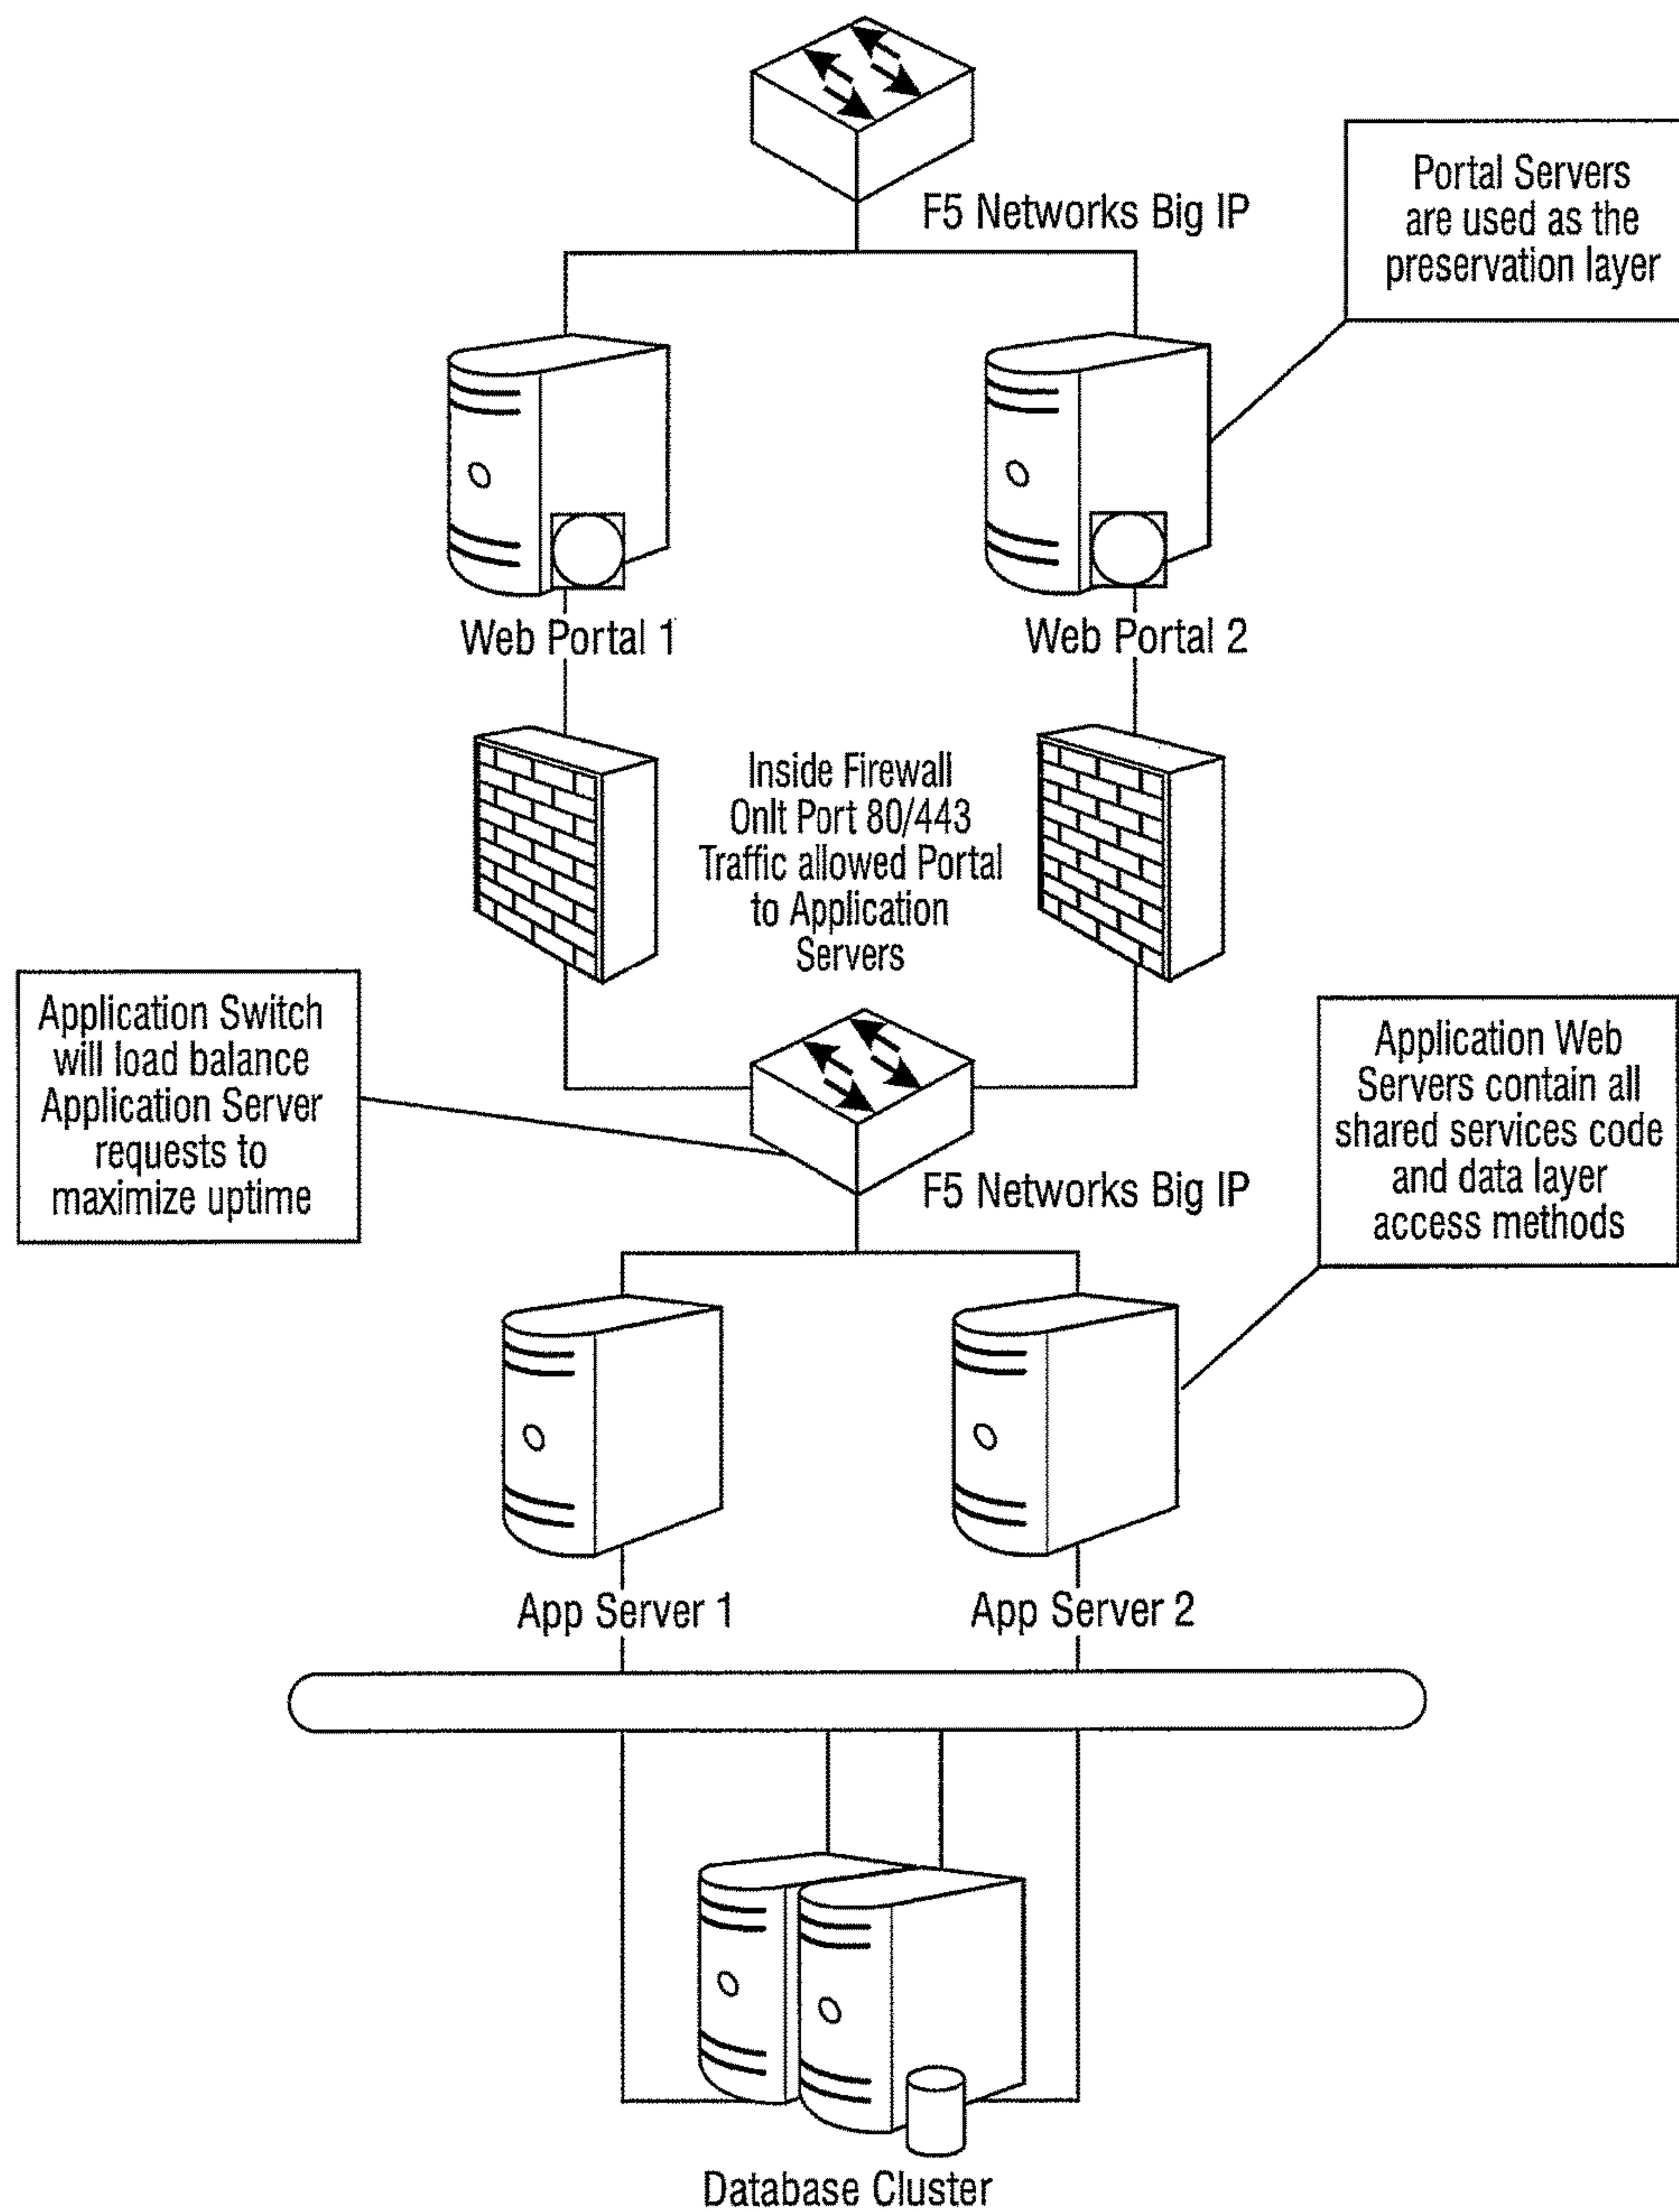 F5 Networks Big IP
Portal Servers
are used as the
preservation layer
Web Portal 1
Web Portal 2
Inside Firewall
Onlt Port 80/443
Traffic allowed Portal
to Application
Servers
Application Switch
will load balance
Application Server
requests to
maximize uptime
F5 Networks Big IP
Application Web
Servers contain all
shared services code
and data layer
access methods
App Server 1
App Server 2
Database Cluster